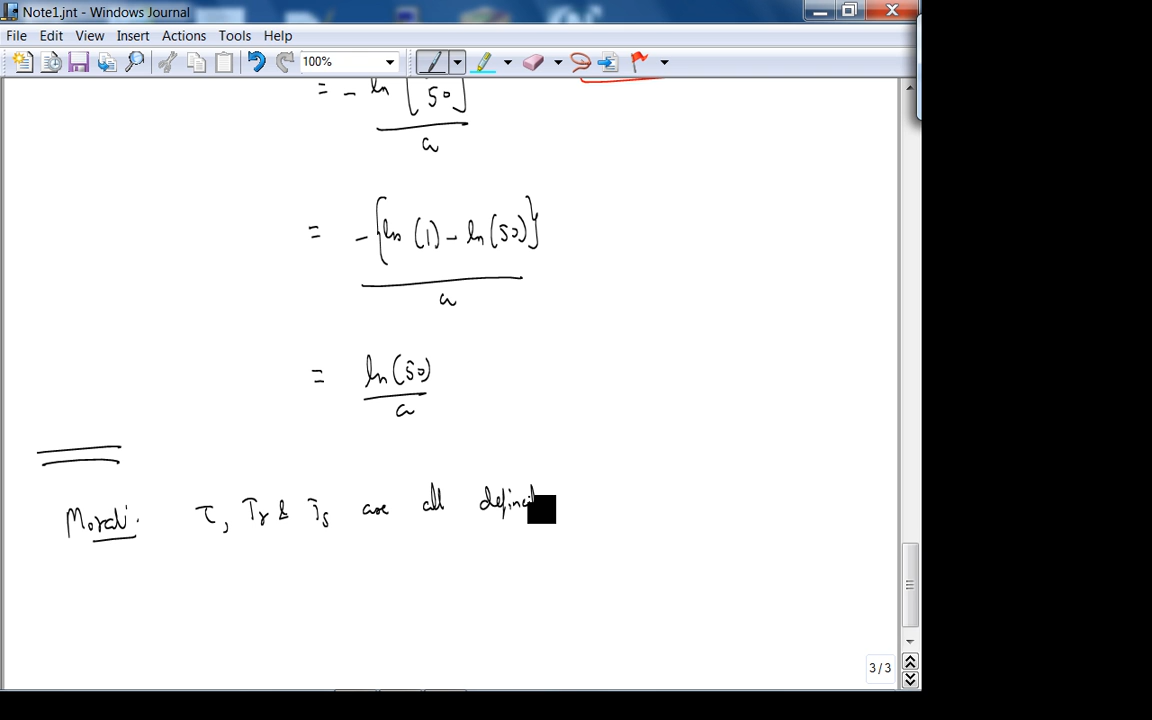 Note1.jnt - Windows Journal
File Edit View Insert Actions Tools Help
100%
= - ln [ 50 ]
a
= -{ln (1) - ln(50)}
a
= ln(50)
a
Moral: τ, Tr & Ts are all defined
3/3